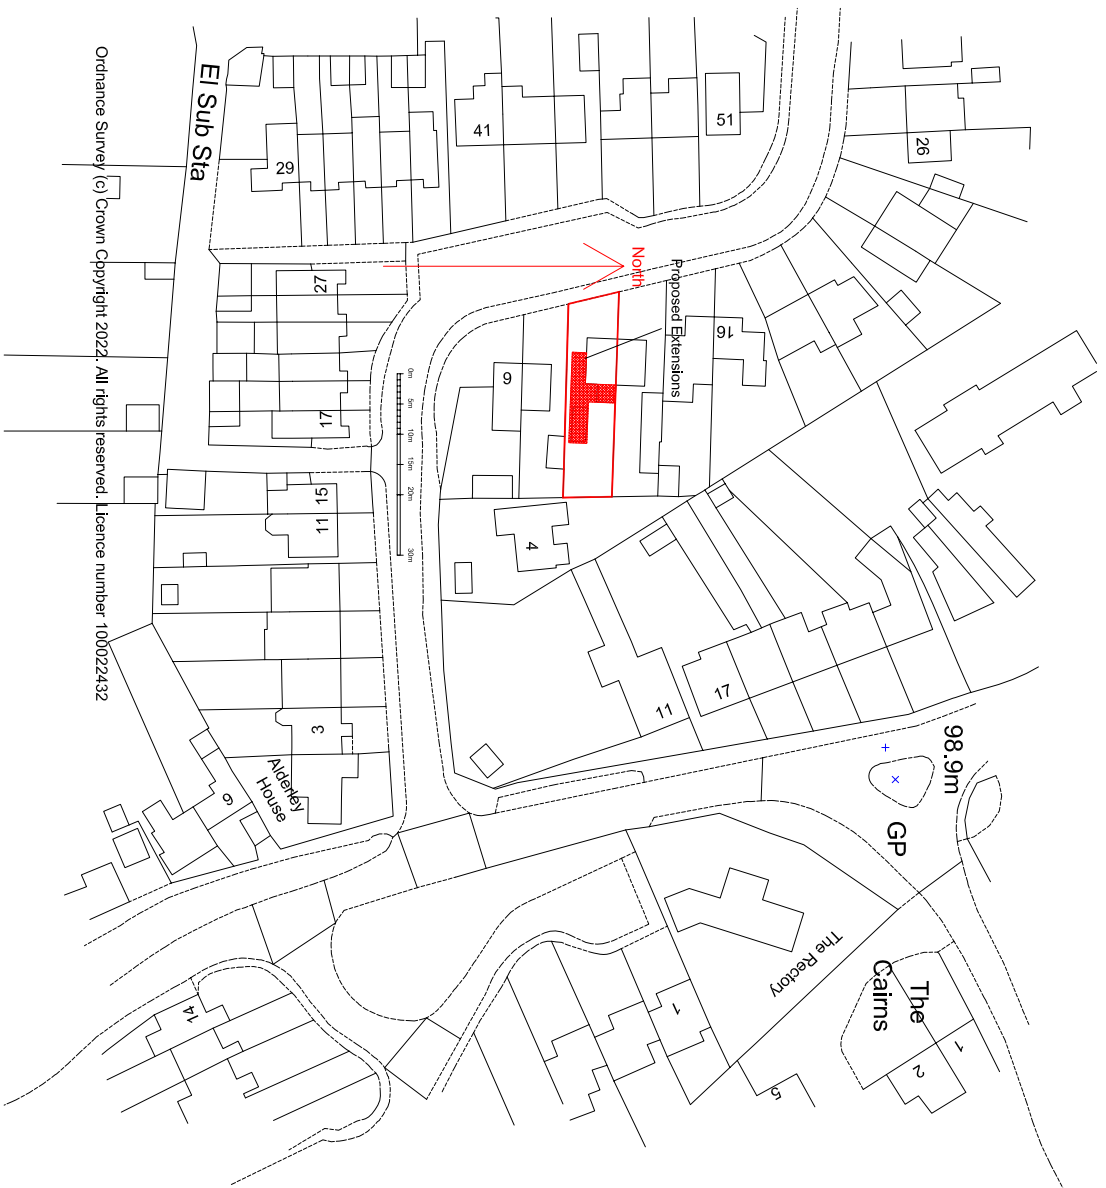 El Sub Sta
Ordnance Survey (c) Crown Copyright 2022. All rights reserved. Licence number 100022432
29
41
51
26
27
17
North
Proposed Extensions
16
9
0m
5m
10m
15m
20m
30m
15
11
4
3
Alderley
House
9
11
17
98.9m
GP
The Rectory
The
Cairns
1
2
1
5
14